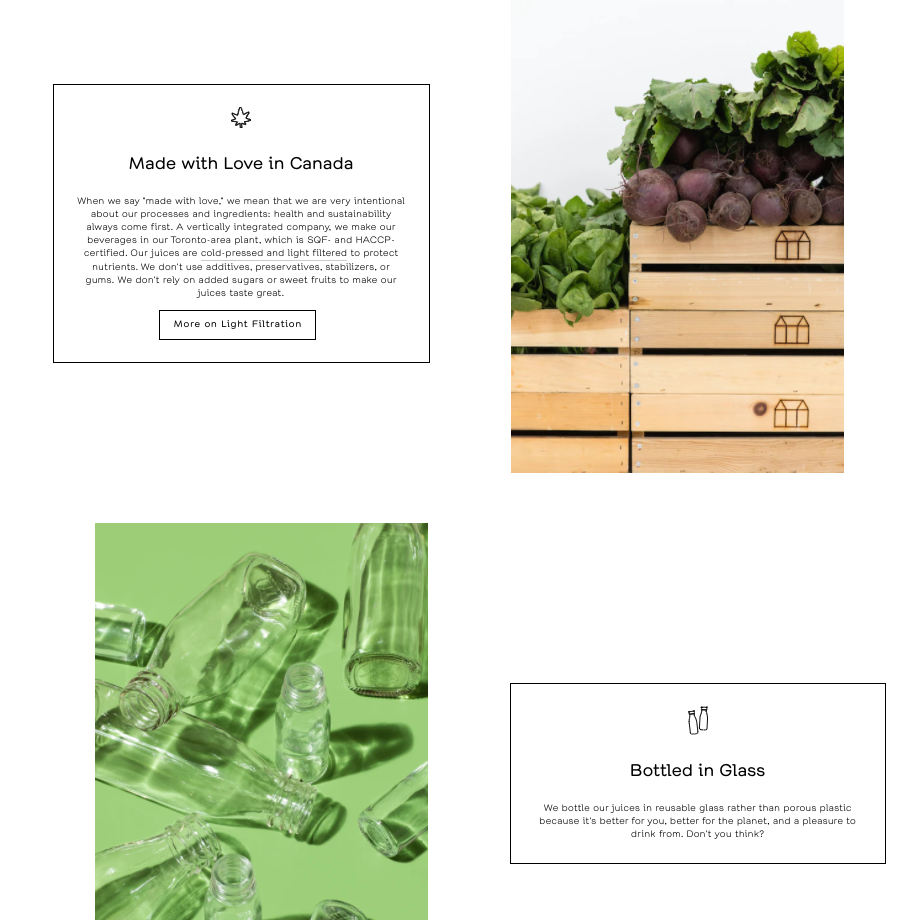 Made with Love in Canada
When we say "made with love," we mean that we are very intentional
about our processes and ingredients: health and sustainability
always come first. A vertically integrated company, we make our
beverages in our Toronto-area plant, which is SQF- and HACCP-
certified. Our juices are cold-pressed and light filtered to protect
nutrients. We don't use additives, preservatives, stabilizers, or
gums. We don't rely on added sugars or sweet fruits to make our
juices taste great.
More on Light Filtration
Bottled in Glass
We bottle our juices in reusable glass rather than porous plastic
because it's better for you, better for the planet, and a pleasure to
drink from. Don't you think?